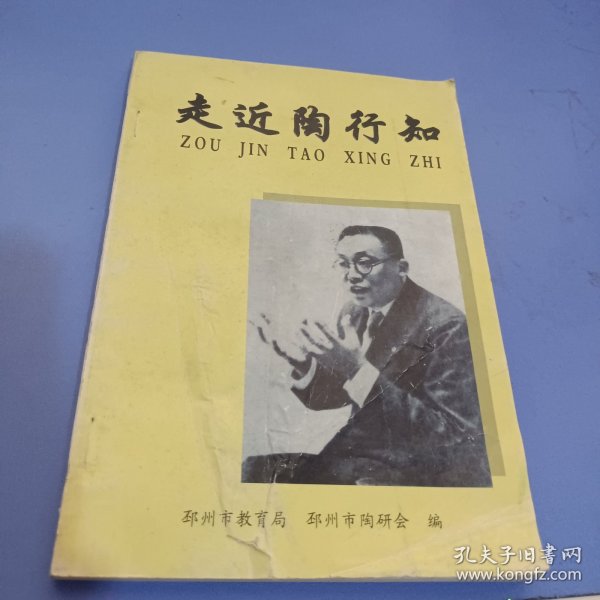 走近陶行知
ZOU JIN TAO XING ZHI
邳州市教育局 邳州市陶研会 编
孔夫子旧书网
www.kongfz.com